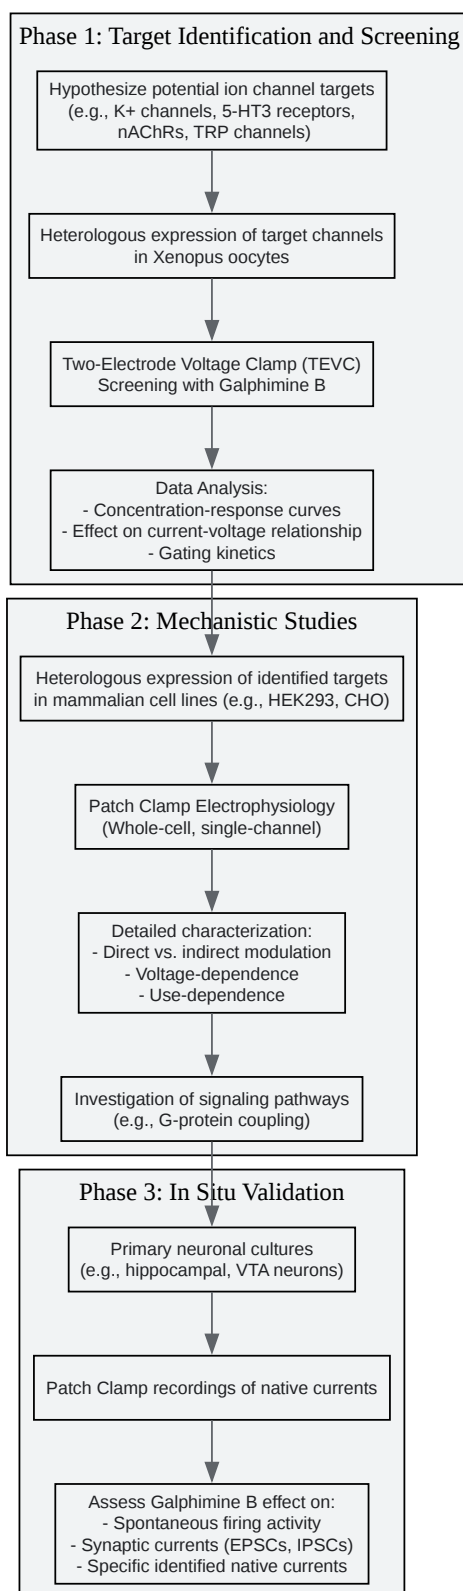 Phase 1: Target Identification and Screening
Hypothesize potential ion channel targets
(e.g., K+ channels, 5-HT3 receptors,
nAChRs, TRP channels)
Heterologous expression of target channels
in Xenopus oocytes
Two-Electrode Voltage Clamp (TEVC)
Screening with Galphimine B
Data Analysis:
- Concentration-response curves
- Effect on current-voltage relationship
- Gating kinetics
Phase 2: Mechanistic Studies
Heterologous expression of identified targets
in mammalian cell lines (e.g., HEK293, CHO)
Patch Clamp Electrophysiology
(Whole-cell, single-channel)
Detailed characterization:
- Direct vs. indirect modulation
- Voltage-dependence
- Use-dependence
Investigation of signaling pathways
(e.g., G-protein coupling)
Phase 3: In Situ Validation
Primary neuronal cultures
(e.g., hippocampal, VTA neurons)
Patch Clamp recordings of native currents
Assess Galphimine B effect on:
- Spontaneous firing activity
- Synaptic currents (EPSCs, IPSCs)
- Specific identified native currents